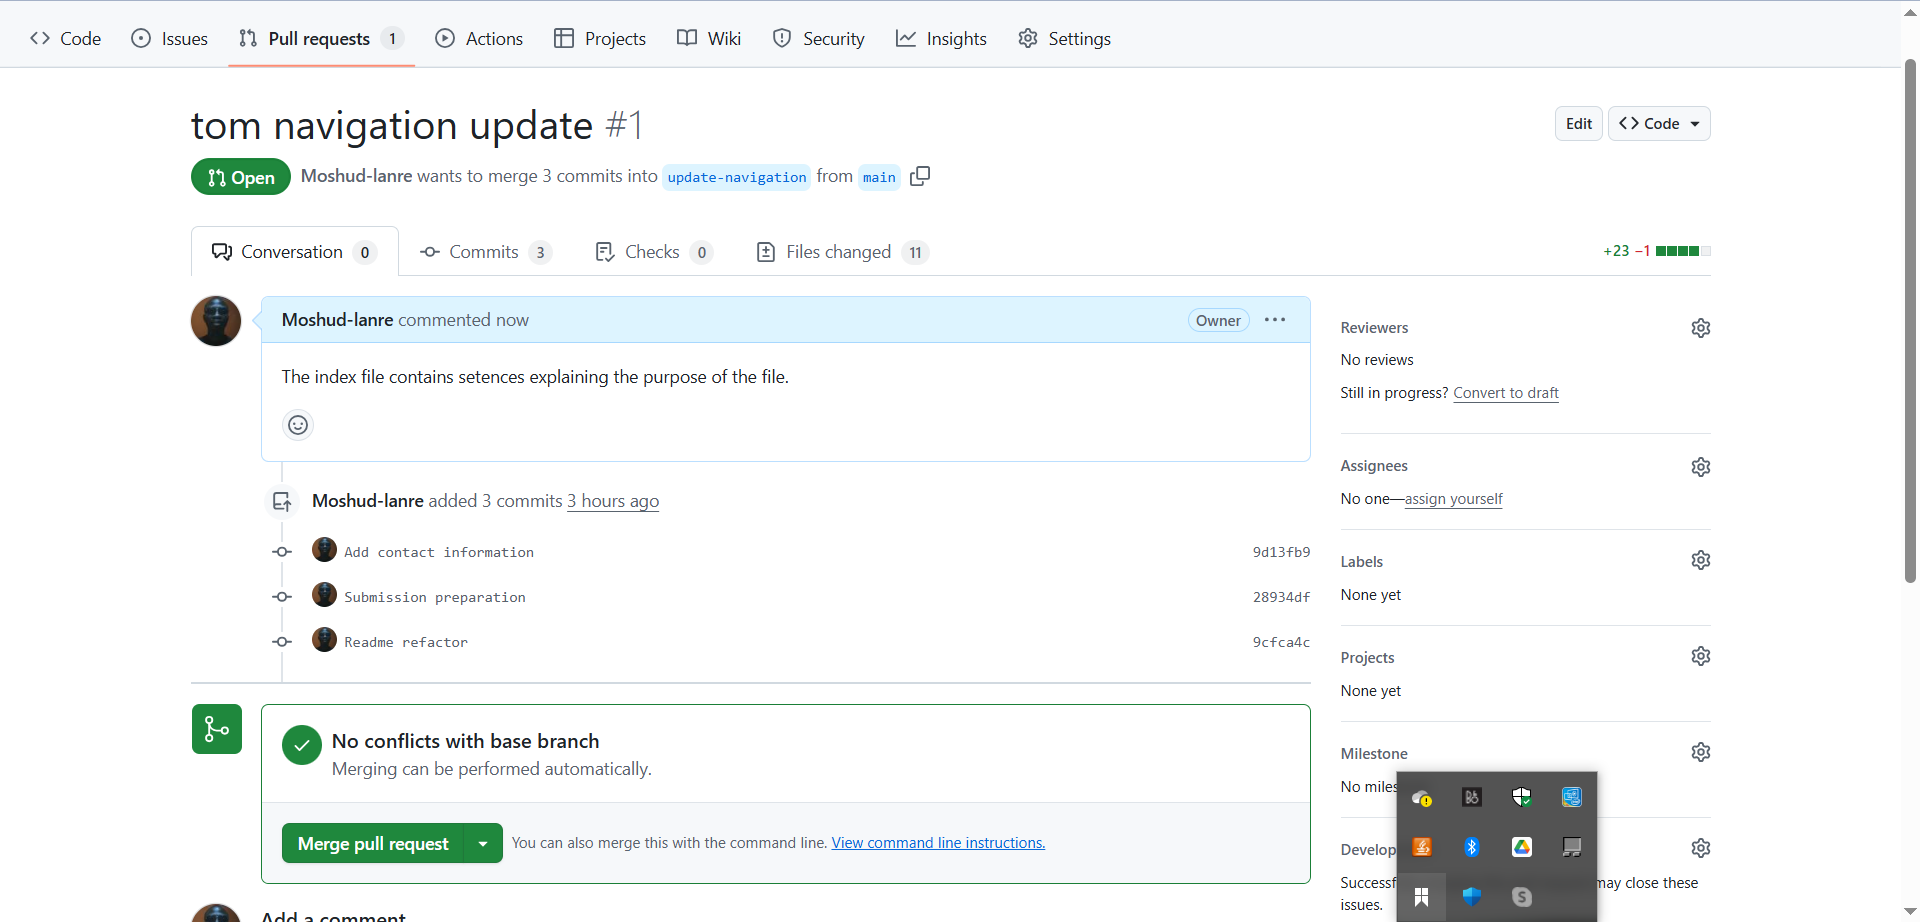 Code Issues Pull requests 1 Actions Projects Wiki Security Insights Settings
tom navigation update #1
Edit Code
Open Moshud-lanre wants to merge 3 commits into update-navigation from main
Conversation 0 Commits 3 Checks 0 Files changed 11 +23 −1
Moshud-lanre commented now Owner
The index file contains setences explaining the purpose of the file.
Moshud-lanre added 3 commits 3 hours ago
Add contact information 9d13fb9
Submission preparation 28934df
Readme refactor 9cfca4c
No conflicts with base branch
Merging can be performed automatically.
Merge pull request You can also merge this with the command line. View command line instructions.
Add a comment
Reviewers
No reviews
Still in progress? Convert to draft
Assignees
No one—assign yourself
Labels
None yet
Projects
None yet
Milestone
No miles
Develop
Successf may close these
issues.